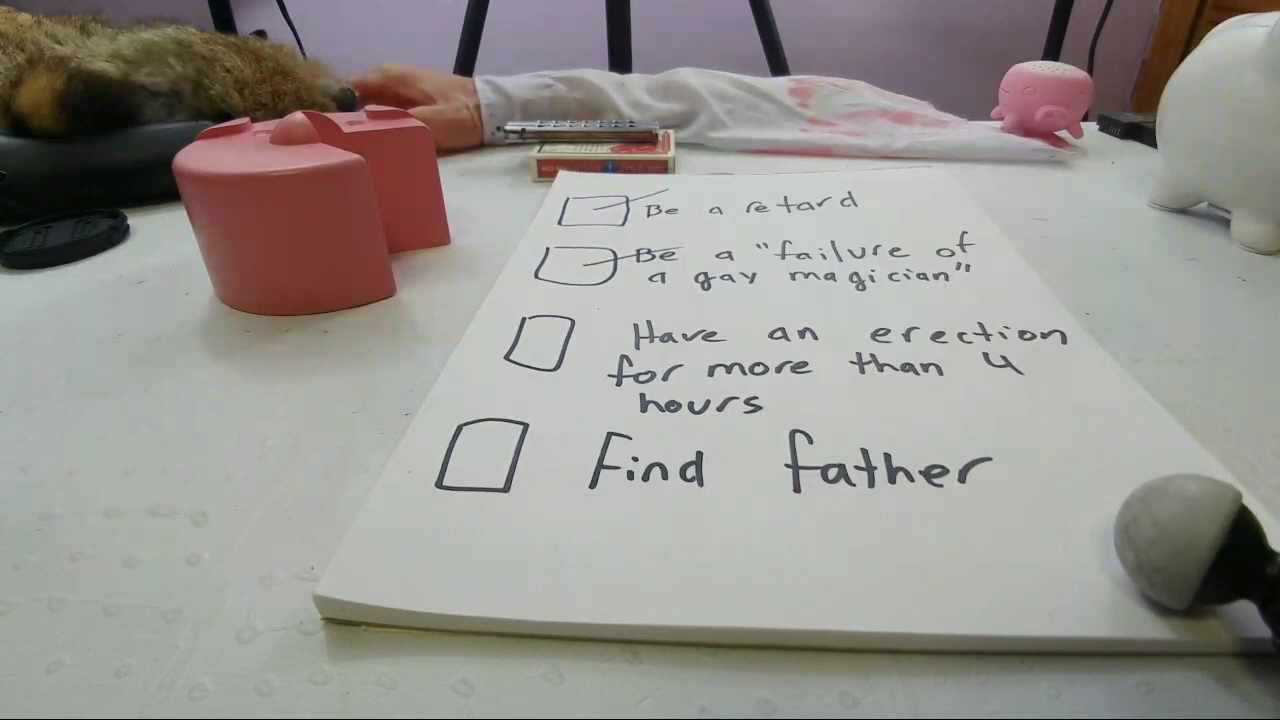 Be a retard
Be a "failure of
a gay magician"
Have an erection
for more than 4
hours
Find father